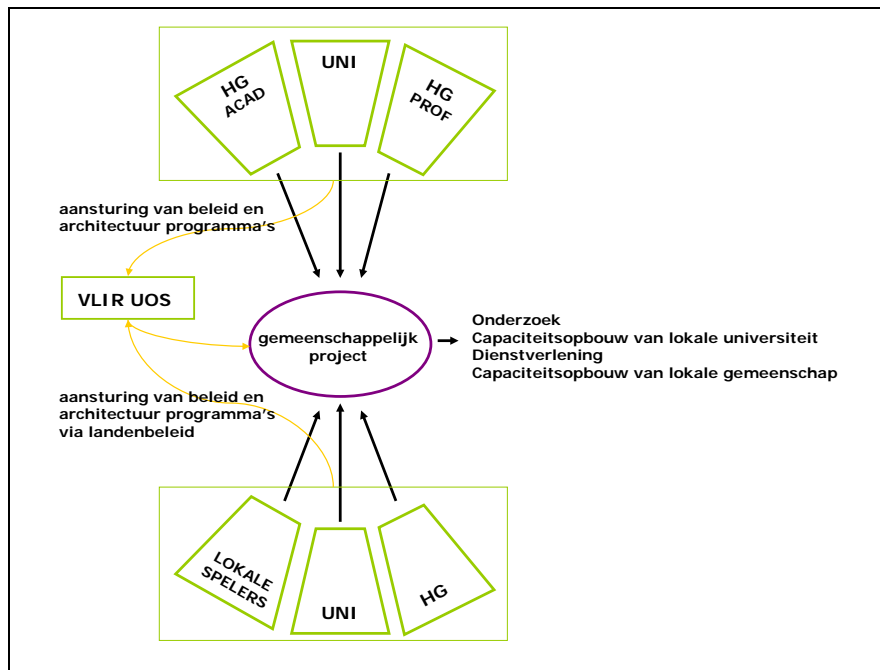 HG
ACAD
UNI
HG
PROF
aansturing van beleid en
architectuur programma's
VLIR UOS
gemeenschappelijk
project
Onderzoek
Capaciteitsopbouw van lokale universiteit
Dienstverlening
Capaciteitsopbouw van lokale gemeenschap
aansturing van beleid en
architectuur programma's
via landenbeleid
LOKALE
SPELERS
UNI
HG